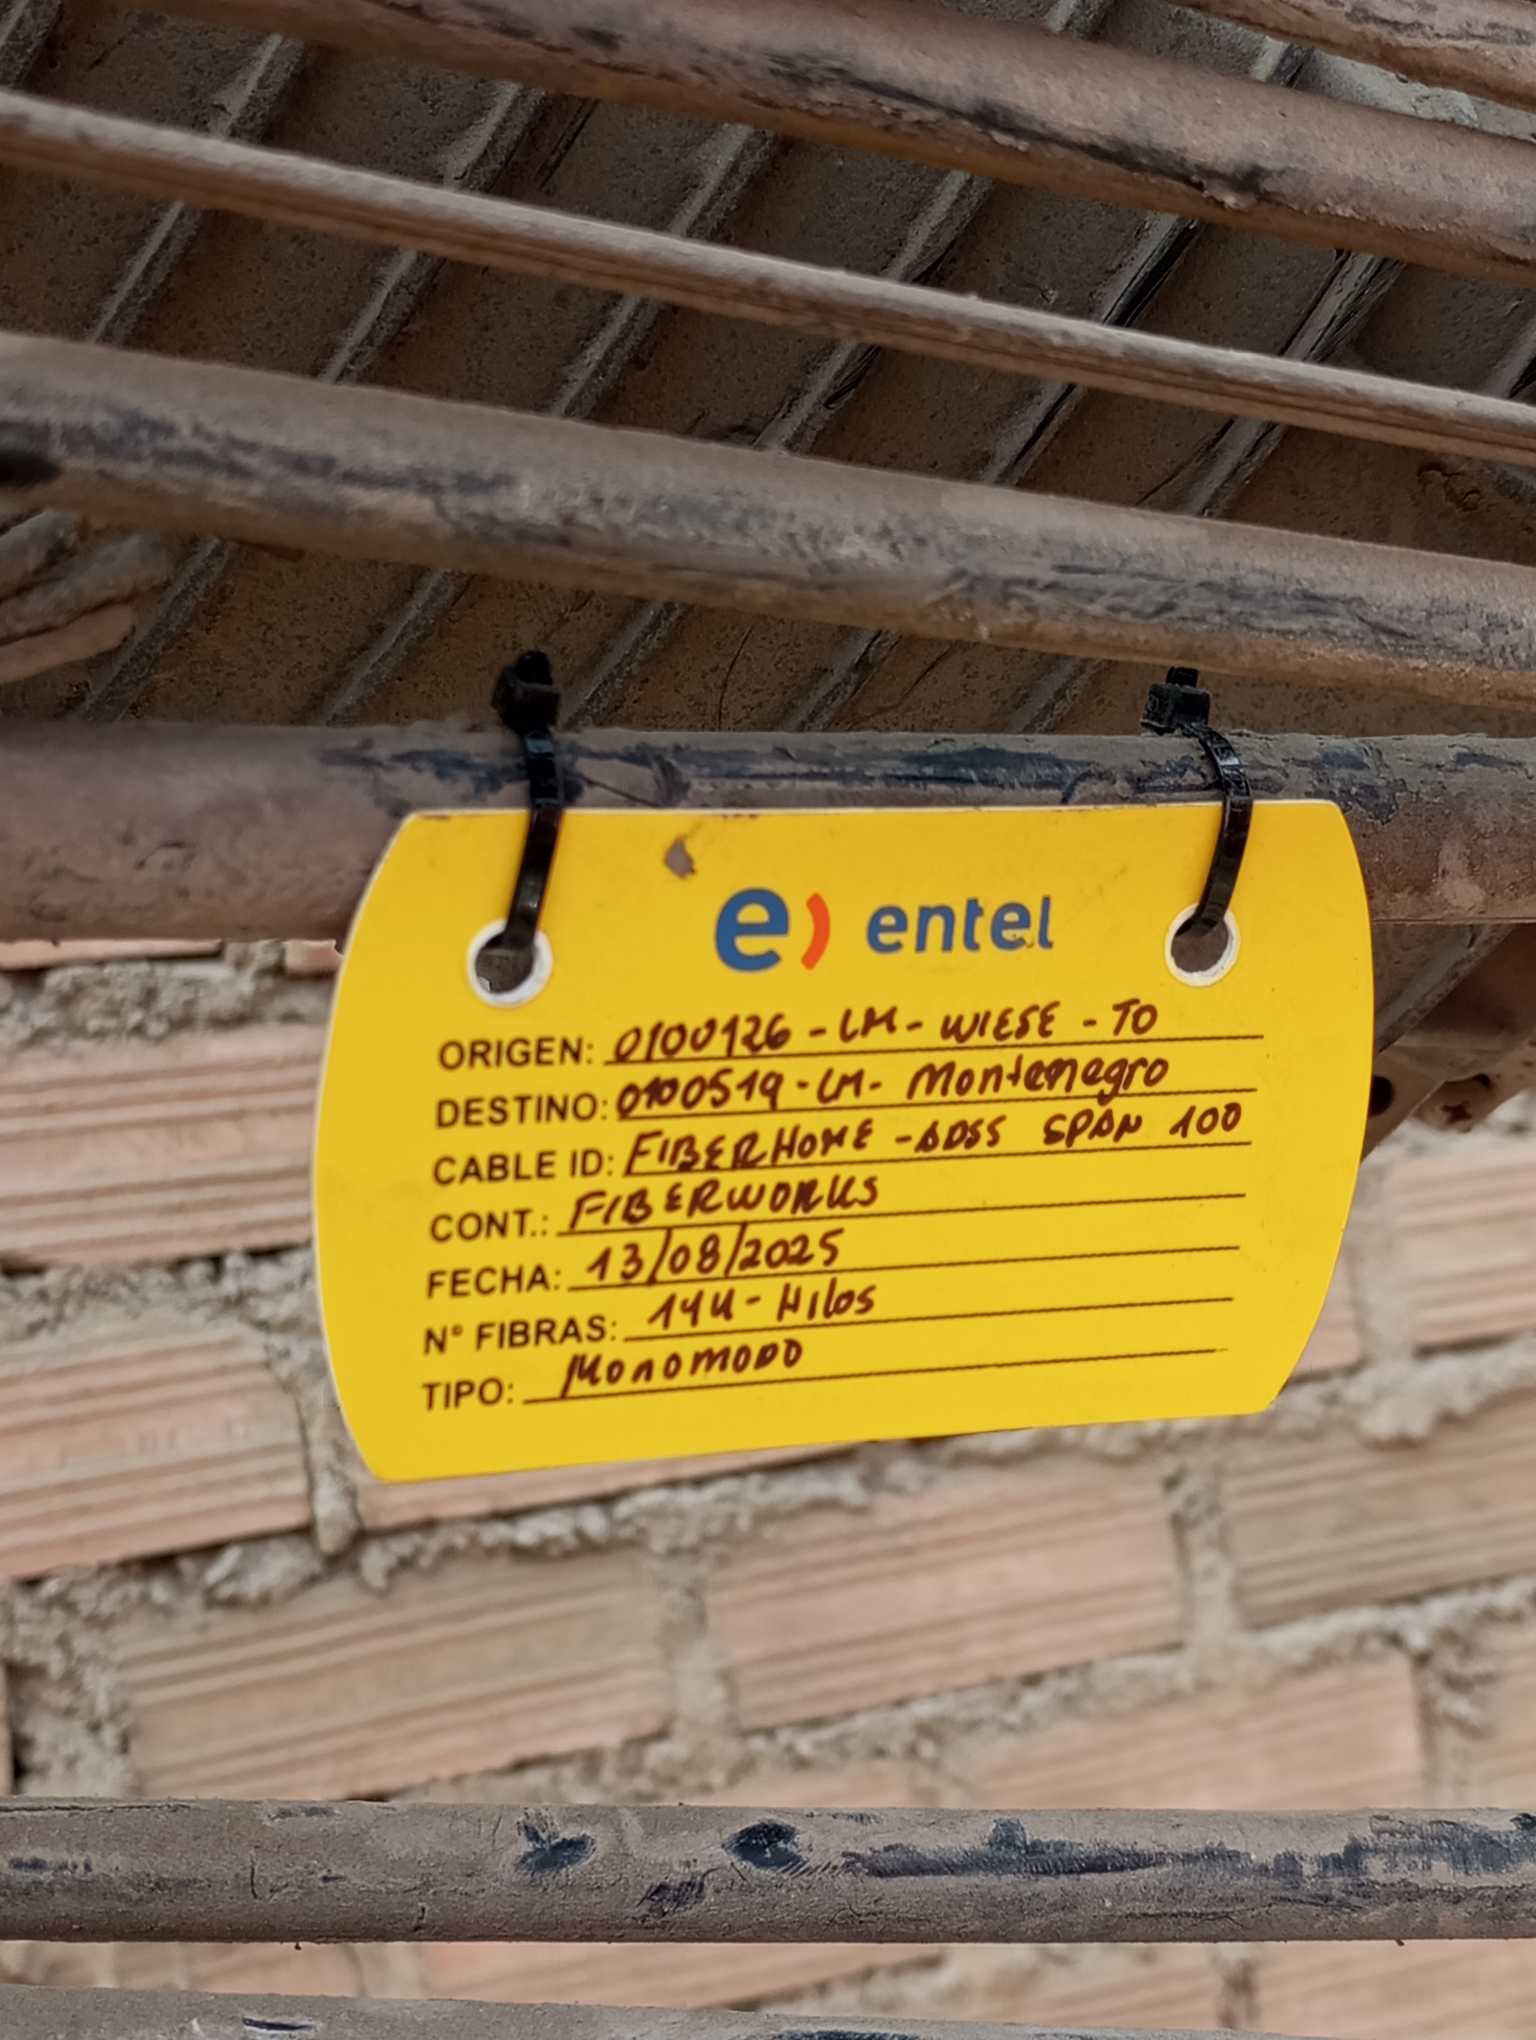 e) entel
ORIGEN: 0100126 - LM - WIESE - TO
DESTINO: 0100519 - LM - Montenegro
CABLE ID: FIBERHOME - ADSS SPAN 100
CONT.: FIBERWORKS
FECHA: 13/08/2025
N° FIBRAS: 144 - Hilos
TIPO: MONOMODO